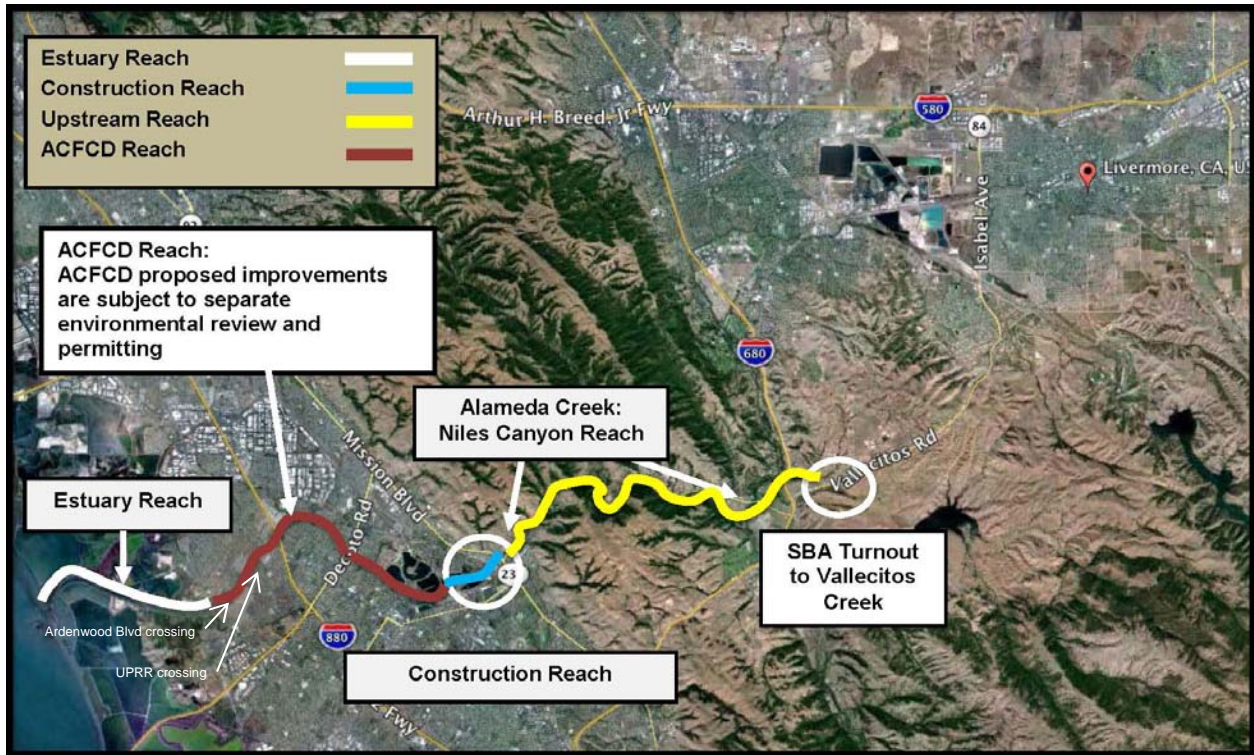 Estuary Reach
Construction Reach
Upstream Reach
ACFCD Reach
Arthur H. Breed, Jr Fwy
580
84
Livermore, CA, U
Isabel Ave
ACFCD Reach:
ACFCD proposed improvements
are subject to separate
environmental review and
permitting
680
Alameda Creek:
Niles Canyon Reach
Mission Blvd
Vallecitos Rd
Estuary Reach
Decoto Rd
SBA Turnout
to Vallecitos
Creek
23
Ardenwood Blvd crossing
880
UPRR crossing
Construction Reach
Fwy